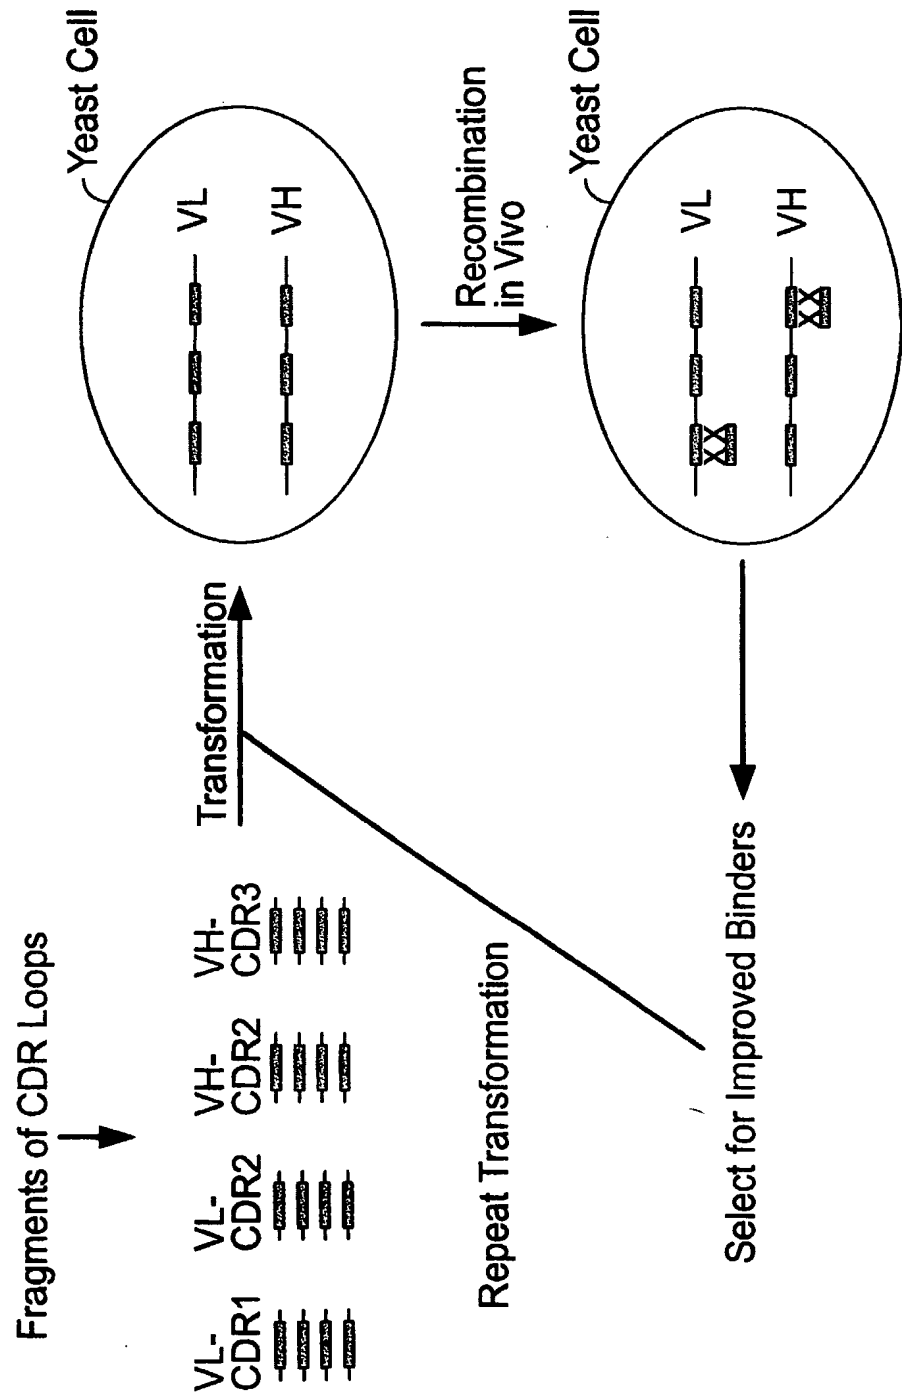 Fragments of CDR Loops
VL-
CDR1
VL-
CDR2
VH-
CDR2
VH-
CDR3
Transformation
Yeast Cell
VL
VH
Recombination
in Vivo
Yeast Cell
VL
VH
Repeat Transformation
Select for Improved Binders